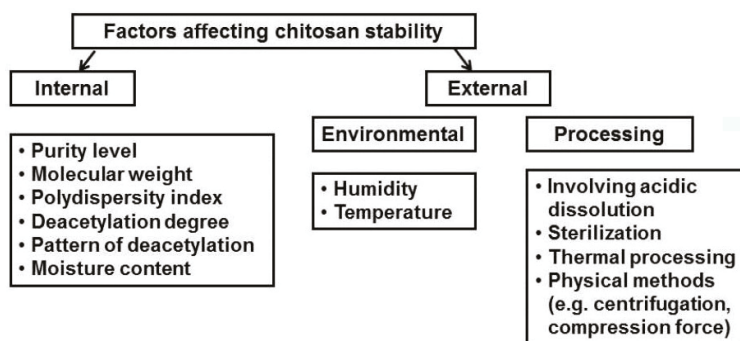 Factors affecting chitosan stability
Internal
External
Environmental
Processing
• Purity level
• Molecular weight
• Polydispersity index
• Deacetylation degree
• Pattern of deacetylation
• Moisture content
• Humidity
• Temperature
• Involving acidic
dissolution
• Sterilization
• Thermal processing
• Physical methods
(e.g. centrifugation,
compression force)